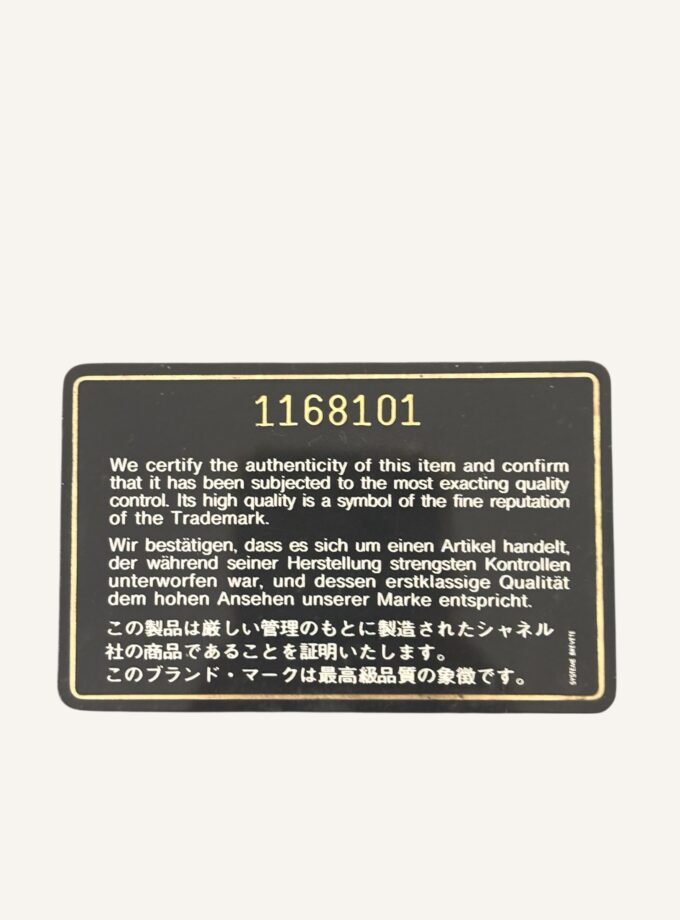 1168101
We certify the authenticity of this item and confirm
that it has been subjected to the most exacting quality
control. Its high quality is a symbol of the fine reputation
of the Trademark.
Wir bestätigen, dass es sich um einen Artikel handelt,
der während seiner Herstellung strengsten Kontrollen
unterworfen war, und dessen erstklassige Qualität
dem hohen Ansehen unserer Marke entspricht.
この製品は厳しい管理のもとに製造されたシャネル
社の商品であることを証明いたします。
このブランド・マークは最高級品質の象徴です。
SYSTEME BREVETE